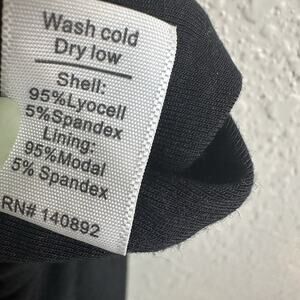 Wash cold
Dry low
Shell:
95%Lyocell
5%Spandex
Lining:
95%Modal
5% Spandex
RN# 140892